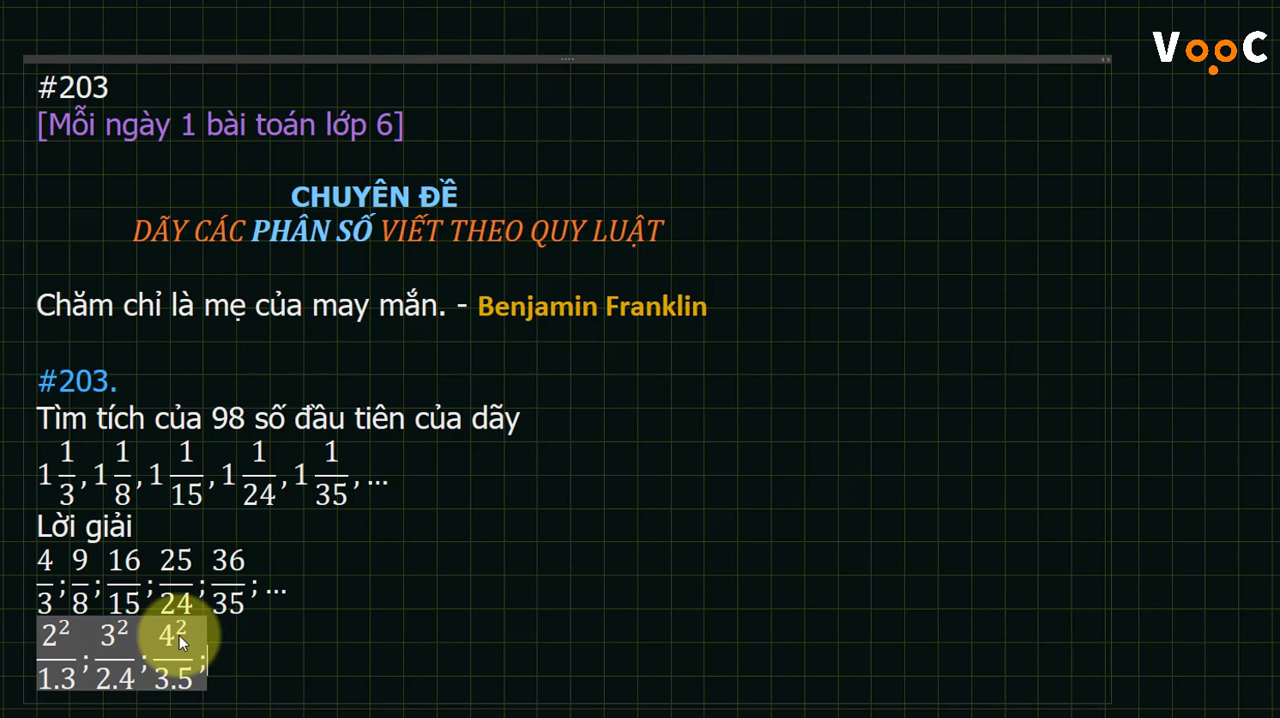 VooC
#203
[Mỗi ngày 1 bài toán lớp 6]
CHUYÊN ĐỀ
DÃY CÁC PHÂN SỐ VIẾT THEO QUY LUẬT
Chăm chỉ là mẹ của may mắn. - Benjamin Franklin
#203.
Tìm tích của 98 số đầu tiên của dãy
1 1/3, 1 1/8, 1 1/15, 1 1/24, 1 1/35, ...
Lời giải
4/3; 9/8; 16/15; 25/24; 36/35; ...
2²/1.3; 3²/2.4; 4²/3.5;